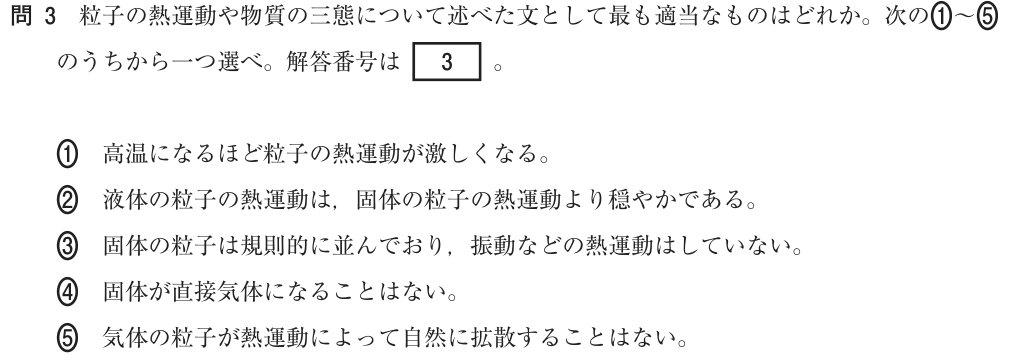 問 3 粒子の熱運動や物質の三態について述べた文として最も適当なものはどれか。次の①～⑤
のうちから一つ選べ。解答番号は 3 。
① 高温になるほど粒子の熱運動が激しくなる。
② 液体の粒子の熱運動は，固体の粒子の熱運動より穏やかである。
③ 固体の粒子は規則的に並んでおり，振動などの熱運動はしていない。
④ 固体が直接気体になることはない。
⑤ 気体の粒子が熱運動によって自然に拡散することはない。